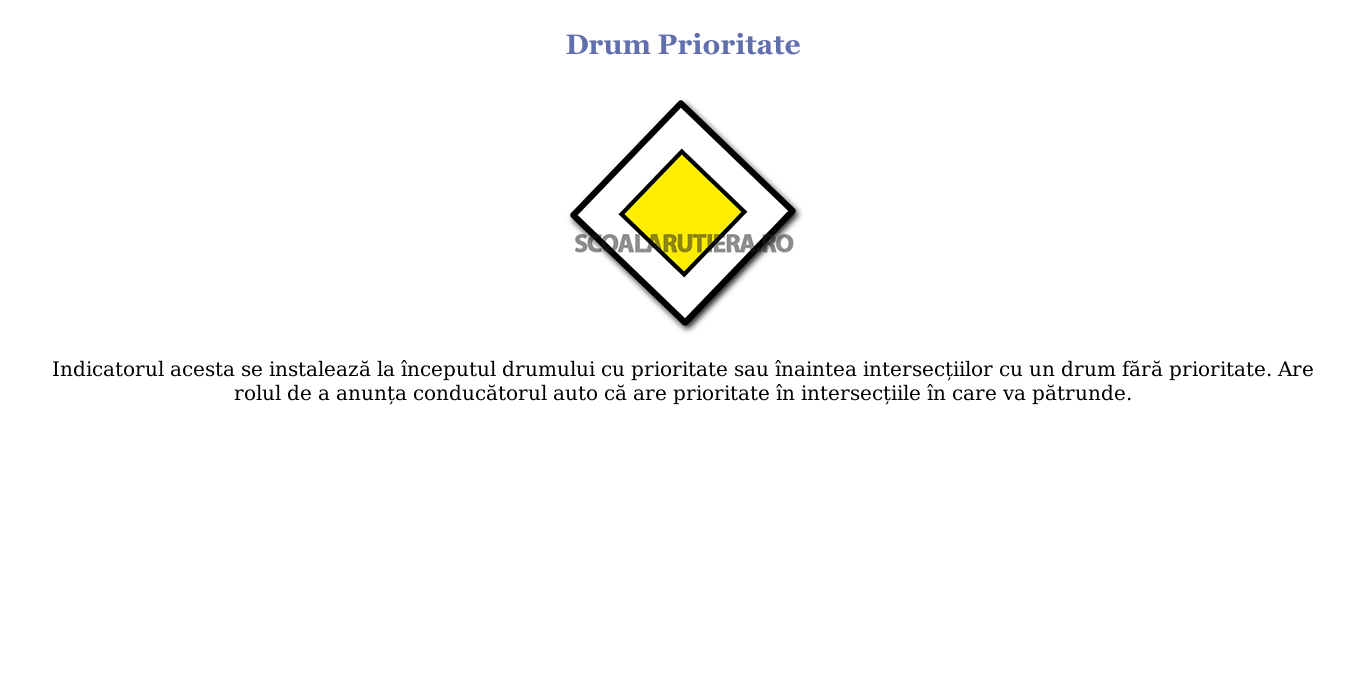 Drum Prioritate
SCOALARUTIERA.RO
Indicatorul acesta se instalează la începutul drumului cu prioritate sau înaintea intersecțiilor cu un drum fără prioritate. Are
rolul de a anunța conducătorul auto că are prioritate în intersecțiile în care va pătrunde.